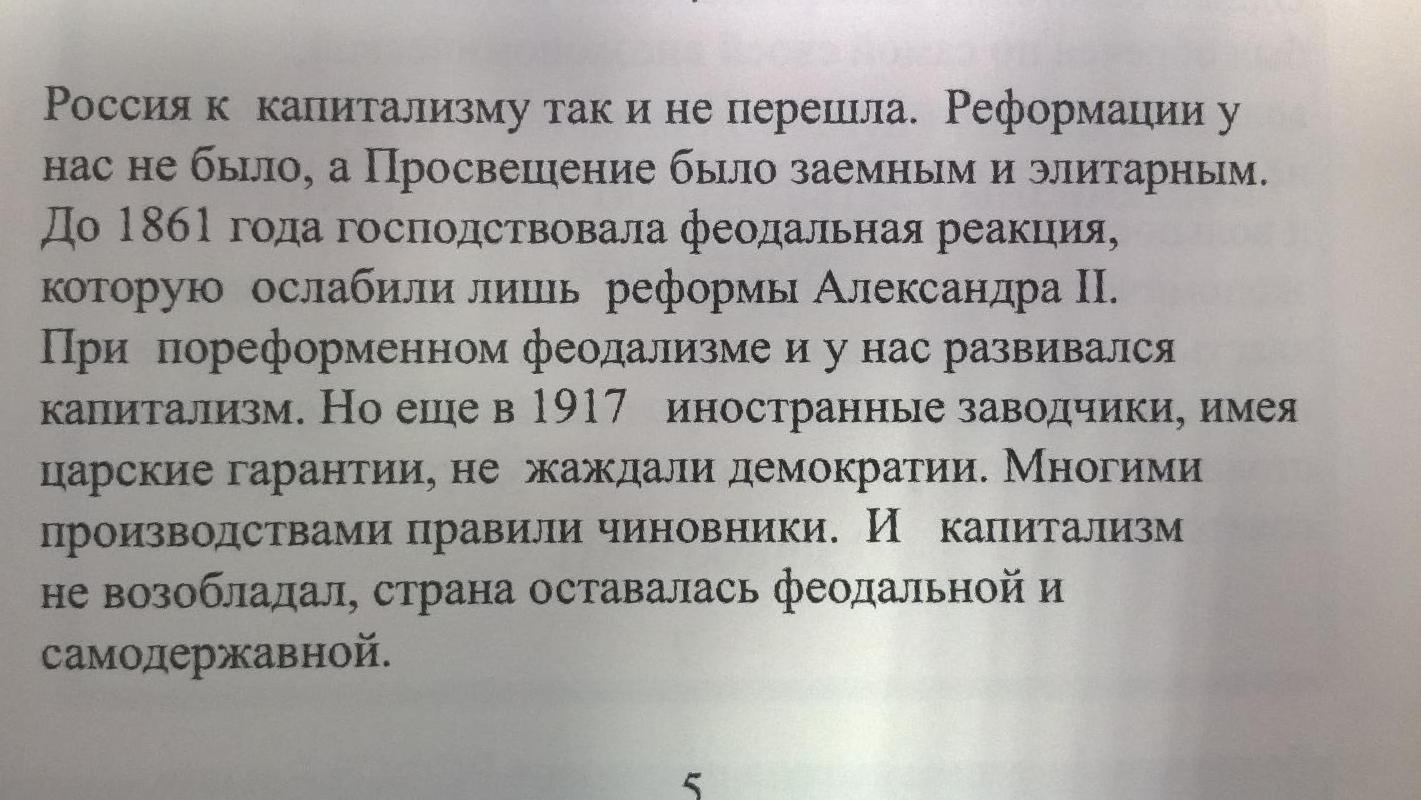 Россия к капитализму так и не перешла. Реформации у
нас не было, а Просвещение было заемным и элитарным.
До 1861 года господствовала феодальная реакция,
которую ослабили лишь реформы Александра II.
При пореформенном феодализме и у нас развивался
капитализм. Но еще в 1917 иностранные заводчики, имея
царские гарантии, не жаждали демократии. Многими
производствами правили чиновники. И капитализм
не возобладал, страна оставалась феодальной и
самодержавной.
5